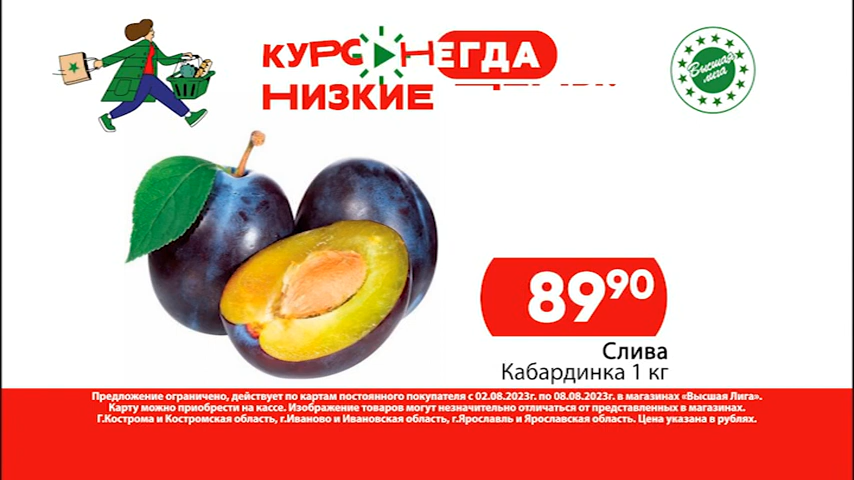 КУРС НЕГДА
НИЗКИЕ
Высшая
лига
89 90
Слива
Кабардинка 1 кг
Предложение ограничено, действует по картам постоянного покупателя с 02.08.2023г. по 08.08.2023г. в магазинах «Высшая Лига».
Карту можно приобрести на кассе. Изображение товаров могут незначительно отличаться от представленных в магазинах.
Г.Кострома и Костромская область, г.Иваново и Ивановская область, г.Ярославль и Ярославская область. Цена указана в рублях.